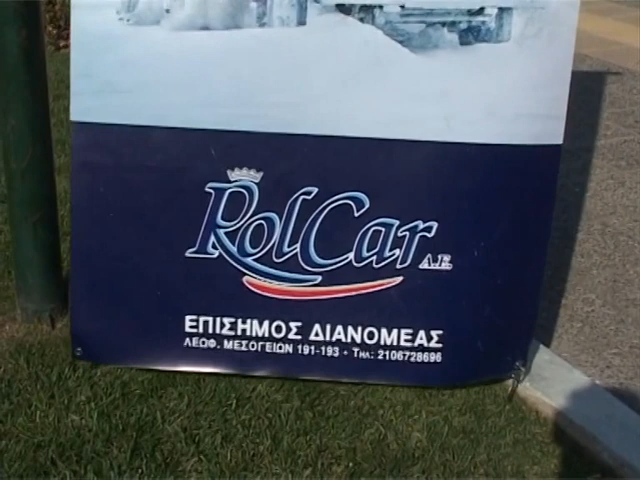 RolCar A.E.
ΕΠΙΣΗΜΟΣ ΔΙΑΝΟΜΕΑΣ
ΛΕΩΦ. ΜΕΣΟΓΕΙΩΝ 191-193 • Τηλ: 2106728696